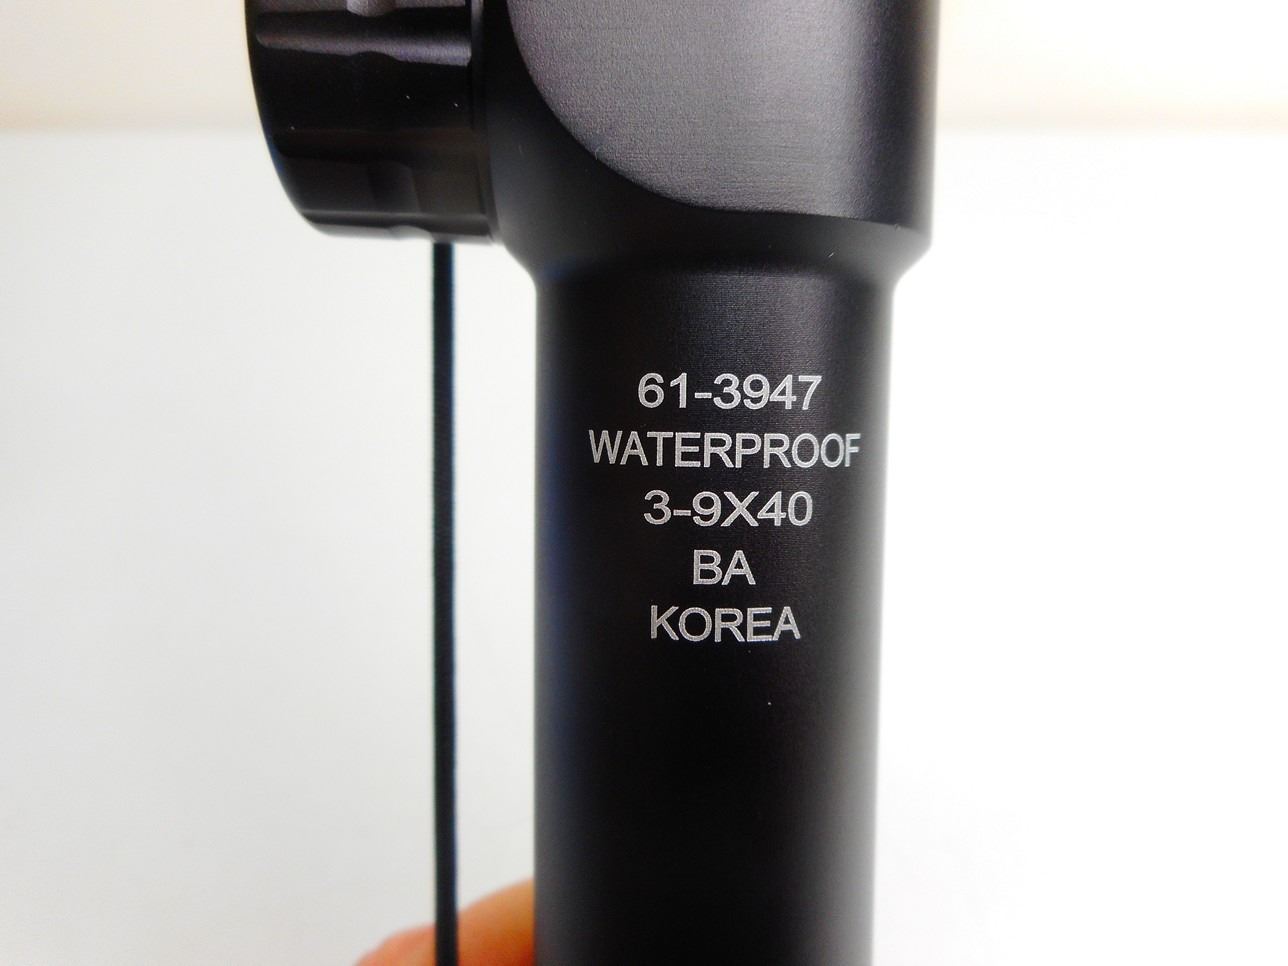 61-3947
WATERPROOF
3-9X40
BA
KOREA